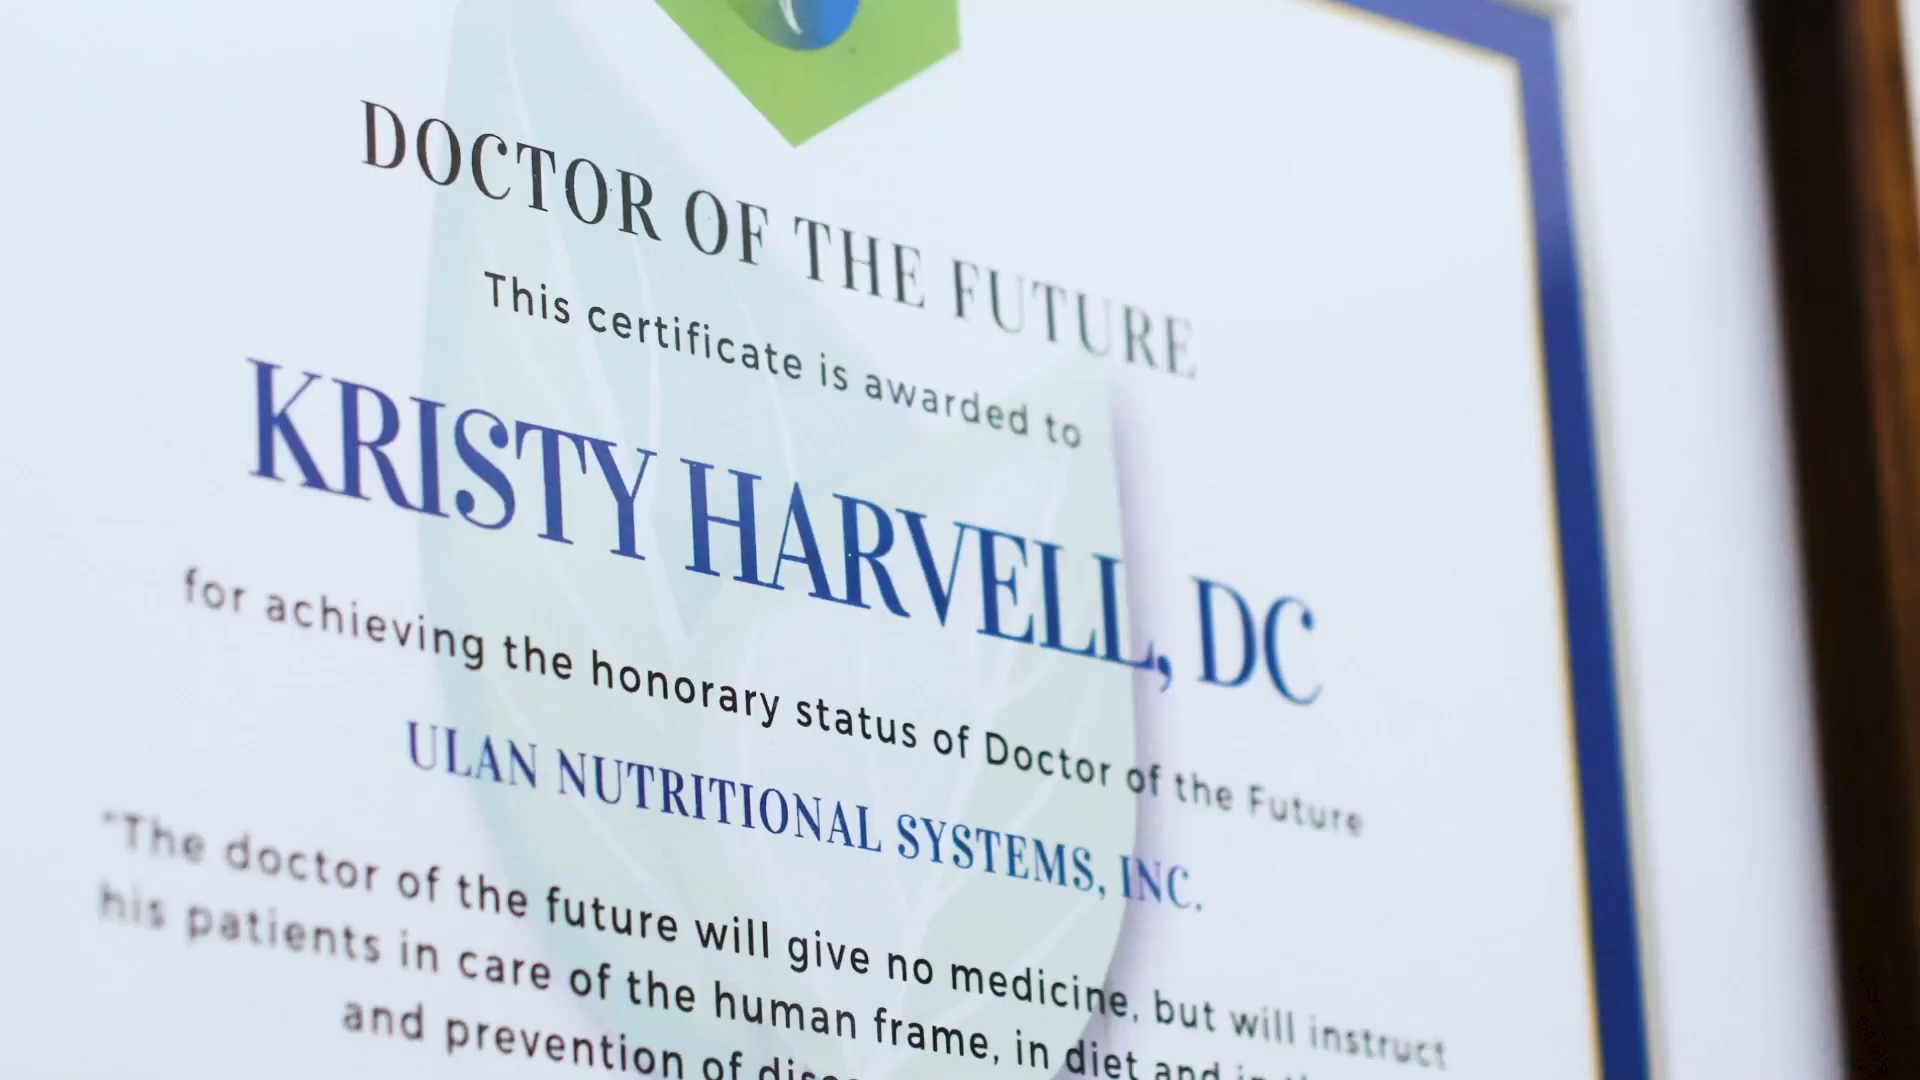 DOCTOR OF THE FUTURE
This certificate is awarded to
KRISTY HARVELL, DC
for achieving the honorary status of Doctor of the Future
ULAN NUTRITIONAL SYSTEMS, INC.
"The doctor of the future will give no medicine, but will instruct
his patients in care of the human frame, in diet and in
and prevention of